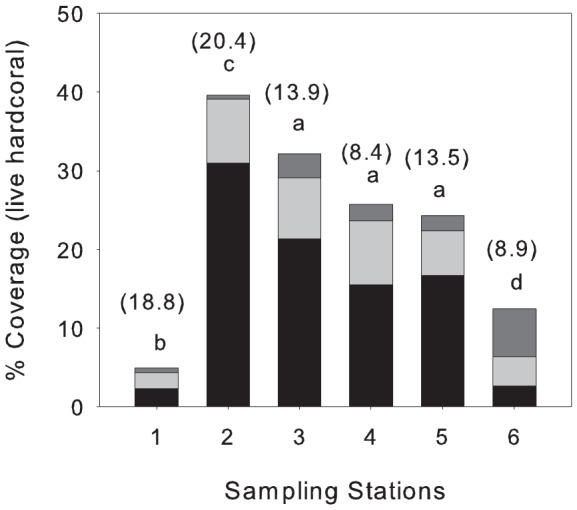 % Coverage (live hardcoral)
50
40
30
20
10
0
(18.8)
b
(20.4)
c
(13.9)
a
(8.4)
a
(13.5)
a
(8.9)
d
1 2 3 4 5 6
Sampling Stations